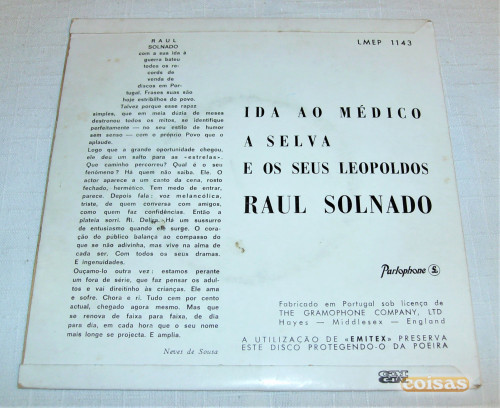 RAUL
SOLNADO
com a sua ida à
guerra bateu
todos os re-
cords de
venda de
discos em Por-
tugal. Frases suas são
hoje estribilhos do povo.
Talvez porque esse rapaz
simples, que em meia dúzia de meses
destronou todos os mitos, se identifique
perfeitamente — no seu estilo de humor
sem senso — com o próprio Povo que o
aplaude.
Logo que a grande oportunidade chegou,
ele deu um salto para as «estrelas».
Que caminho percorreu? Qual é o seu
fenómeno? Há quem não saiba. Ele. O
actor aparece a um canto da cena, rosto
fechado, hermático. Tem medo de entrar,
parece. Depois fala: voz melancólica,
triste, de quem conversa com amigos,
como quem faz confidências. Então a
plateia sorri. Ri. Delira. Há um sussurro
de entusiasmo quando ele surge. O cora-
ção do público balança ao compasso do
que se não adivinha, mas vive na alma de
cada ser. Com todos os seus dramas.
E ingenuidades.
Ouçamo-lo outra vez: estamos perante
um fora de série, que faz pensar os adul-
tos e vai direitinho às crianças. Ele ama
e sofre. Chora e ri. Tudo cem por cento
actual, chegado agora mesmo. Mas que
se renova de faixa para faixa, de dia
para dia, em cada hora que o seu nome
mais longe se projecta. E amplia.
Neves de Sousa
LMEP 1143
IDA AO MÉDICO
A SELVA
E OS SEUS LEOPOLDOS
RAUL SOLNADO
Parlophone
Fabricado em Portugal sob licença de
THE GRAMOPHONE COMPANY, LTD
Hayes — Middlesex — England
A UTILIZAÇÃO DE «EMITEX» PRESERVA
ESTE DISCO PROTEGENDO-O DA POEIRA
coisas